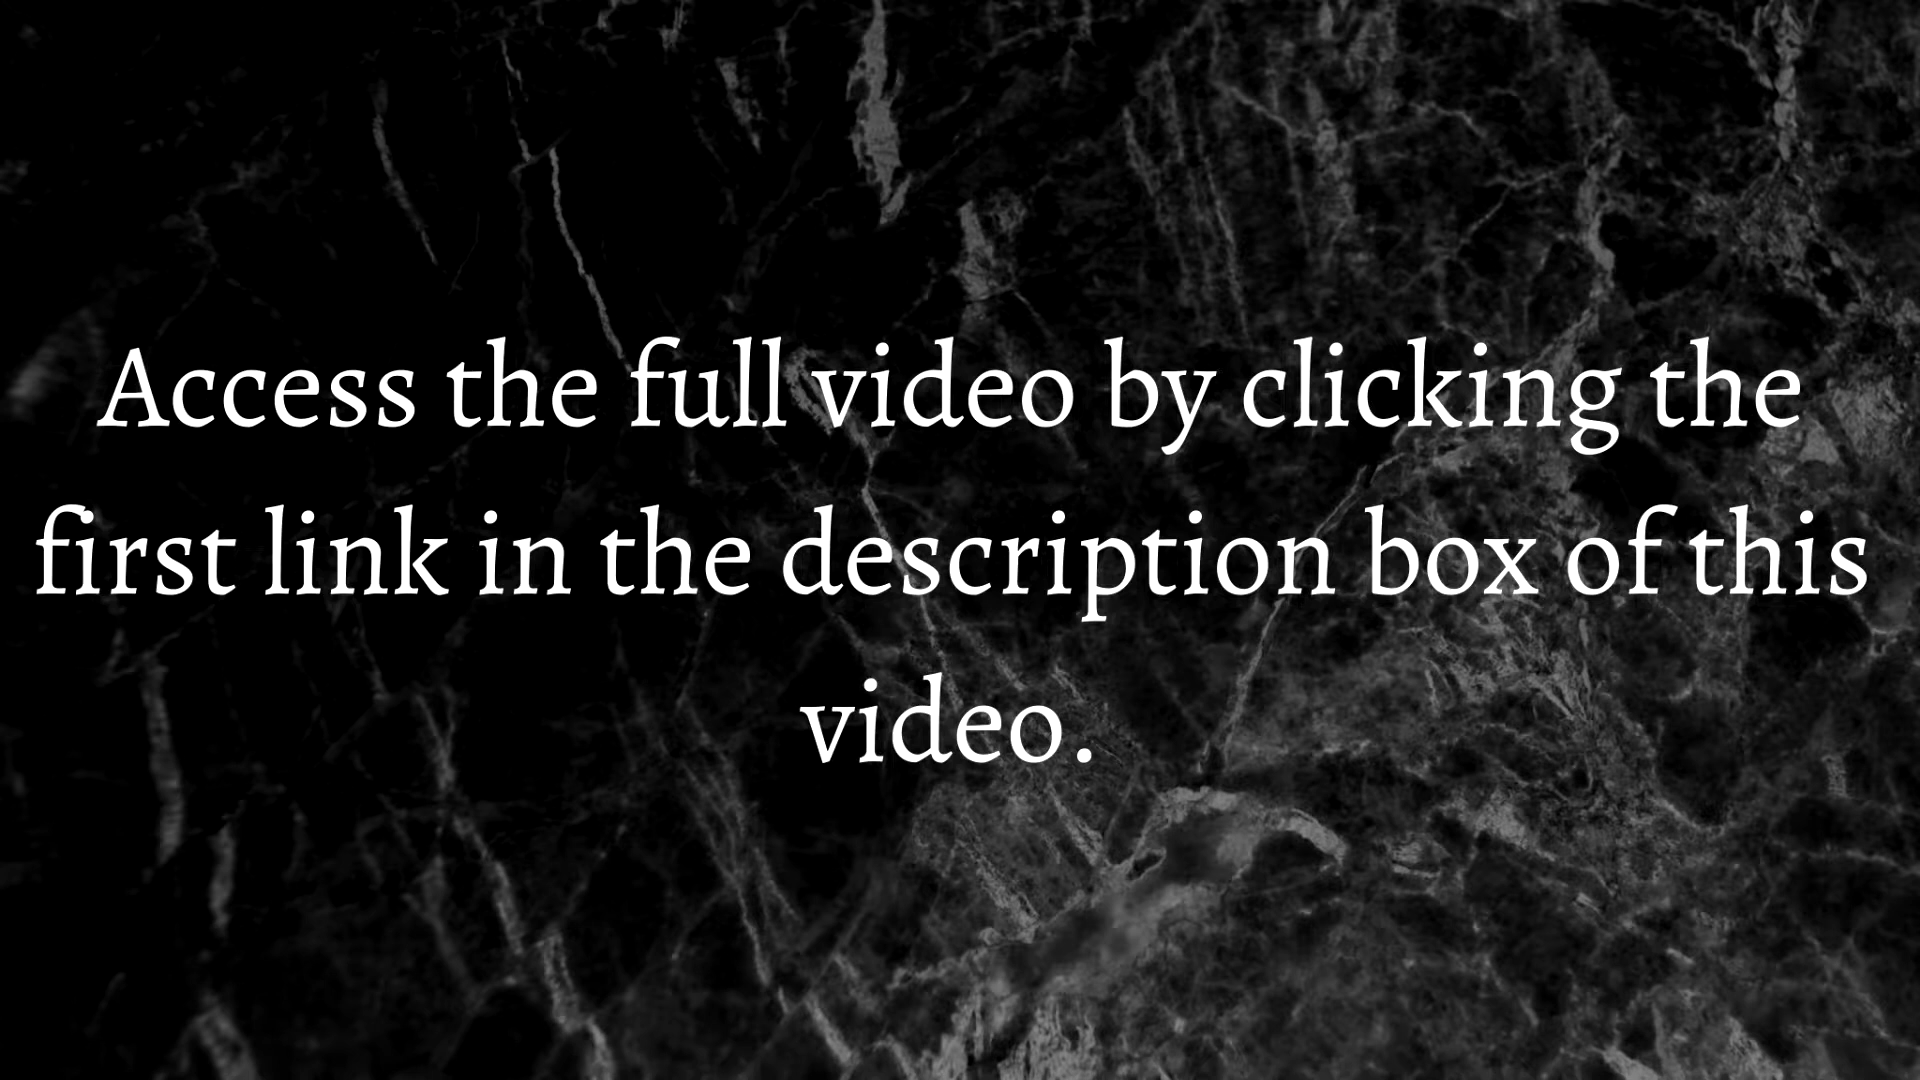 Access the full video by clicking the
first link in the description box of this
video.